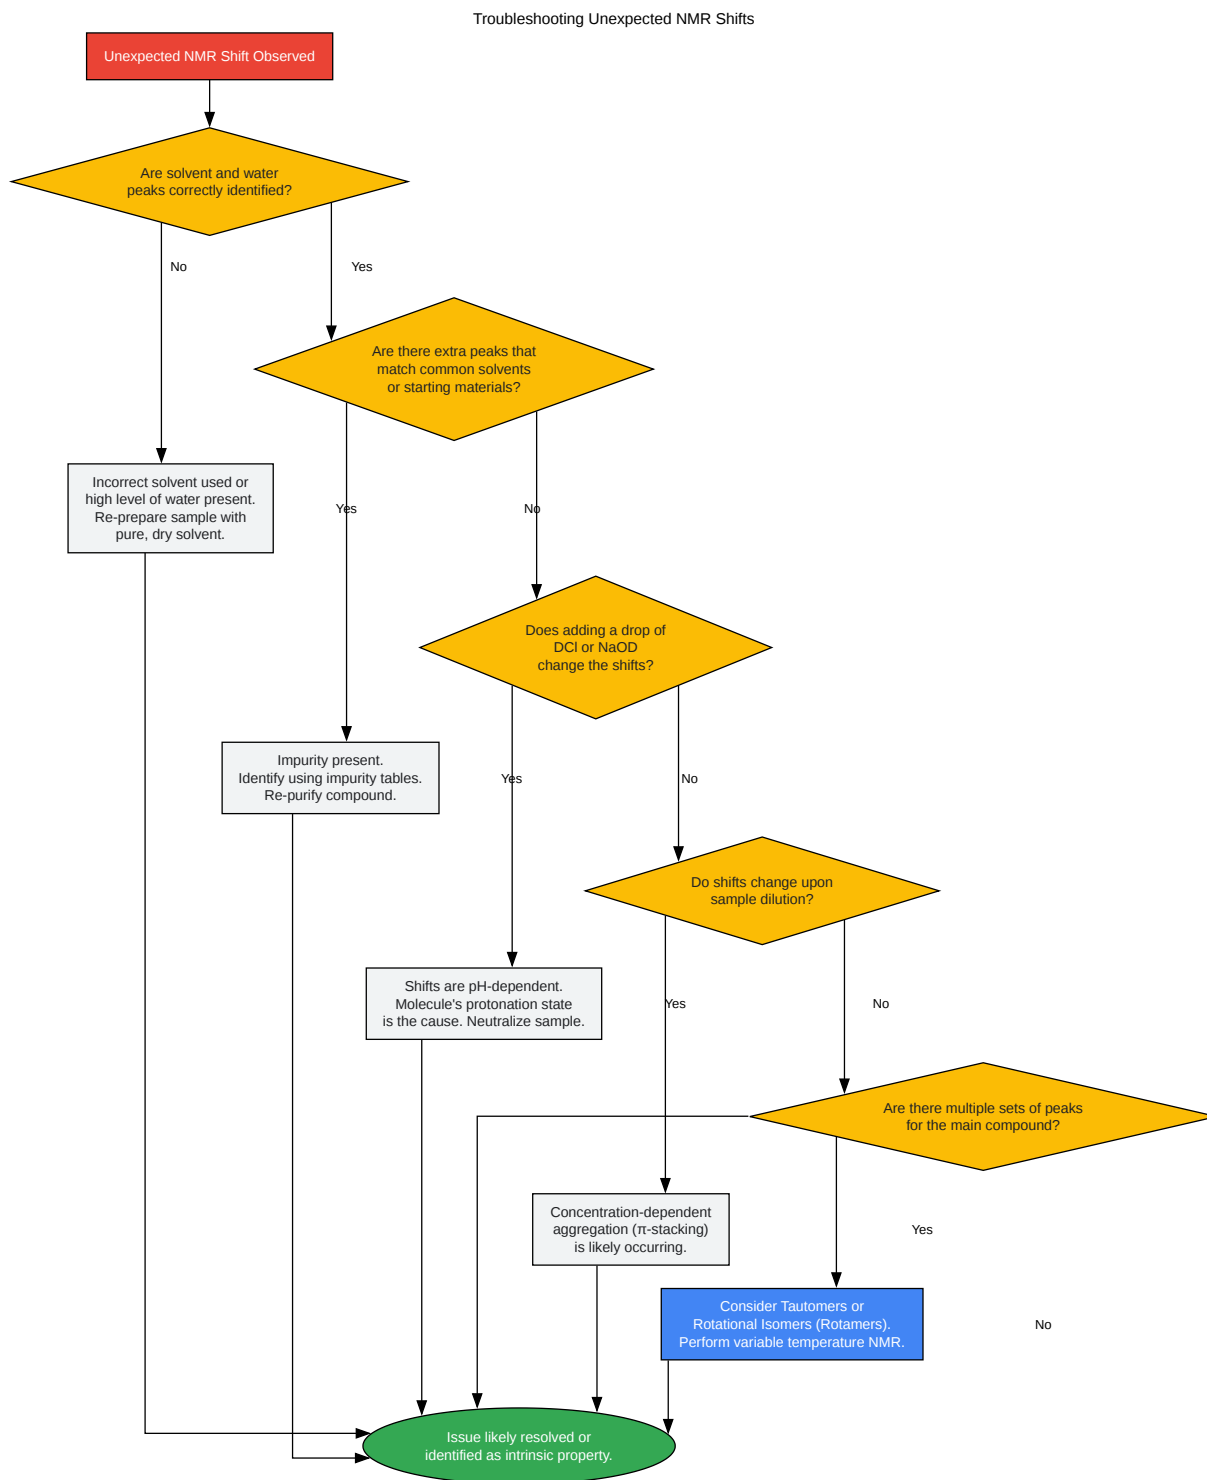 Troubleshooting Unexpected NMR Shifts
Unexpected NMR Shift Observed
Are solvent and water
peaks correctly identified?
No
Yes
Are there extra peaks that
match common solvents
or starting materials?
Incorrect solvent used or
high level of water present.
Re-prepare sample with
pure, dry solvent.
Yes
No
Does adding a drop of
DCl or NaOD
change the shifts?
Impurity present.
Identify using impurity tables.
Re-purify compound.
Yes
No
Do shifts change upon
sample dilution?
Shifts are pH-dependent.
Molecule's protonation state
is the cause. Neutralize sample.
Yes
No
Are there multiple sets of peaks
for the main compound?
Concentration-dependent
aggregation (π-stacking)
is likely occurring.
Yes
Consider Tautomers or
Rotational Isomers (Rotamers).
Perform variable temperature NMR.
No
Issue likely resolved or
identified as intrinsic property.